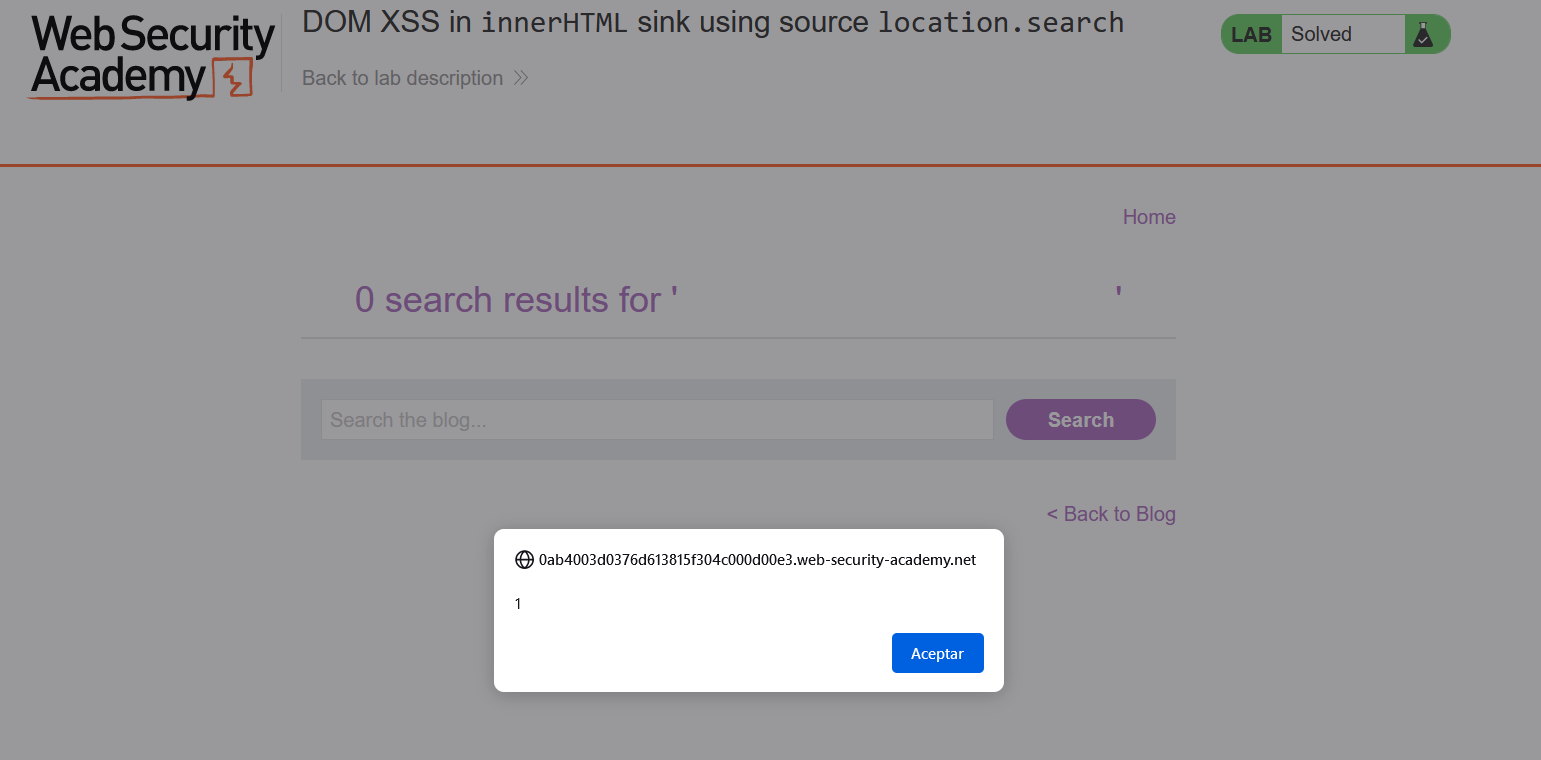 Web Security
Academy
DOM XSS in innerHTML sink using source location.search
Back to lab description
LAB Solved
Home
0 search results for ' '
Search the blog...
Search
< Back to Blog
0ab4003d0376d613815f304c000d00e3.web-security-academy.net
1
Aceptar